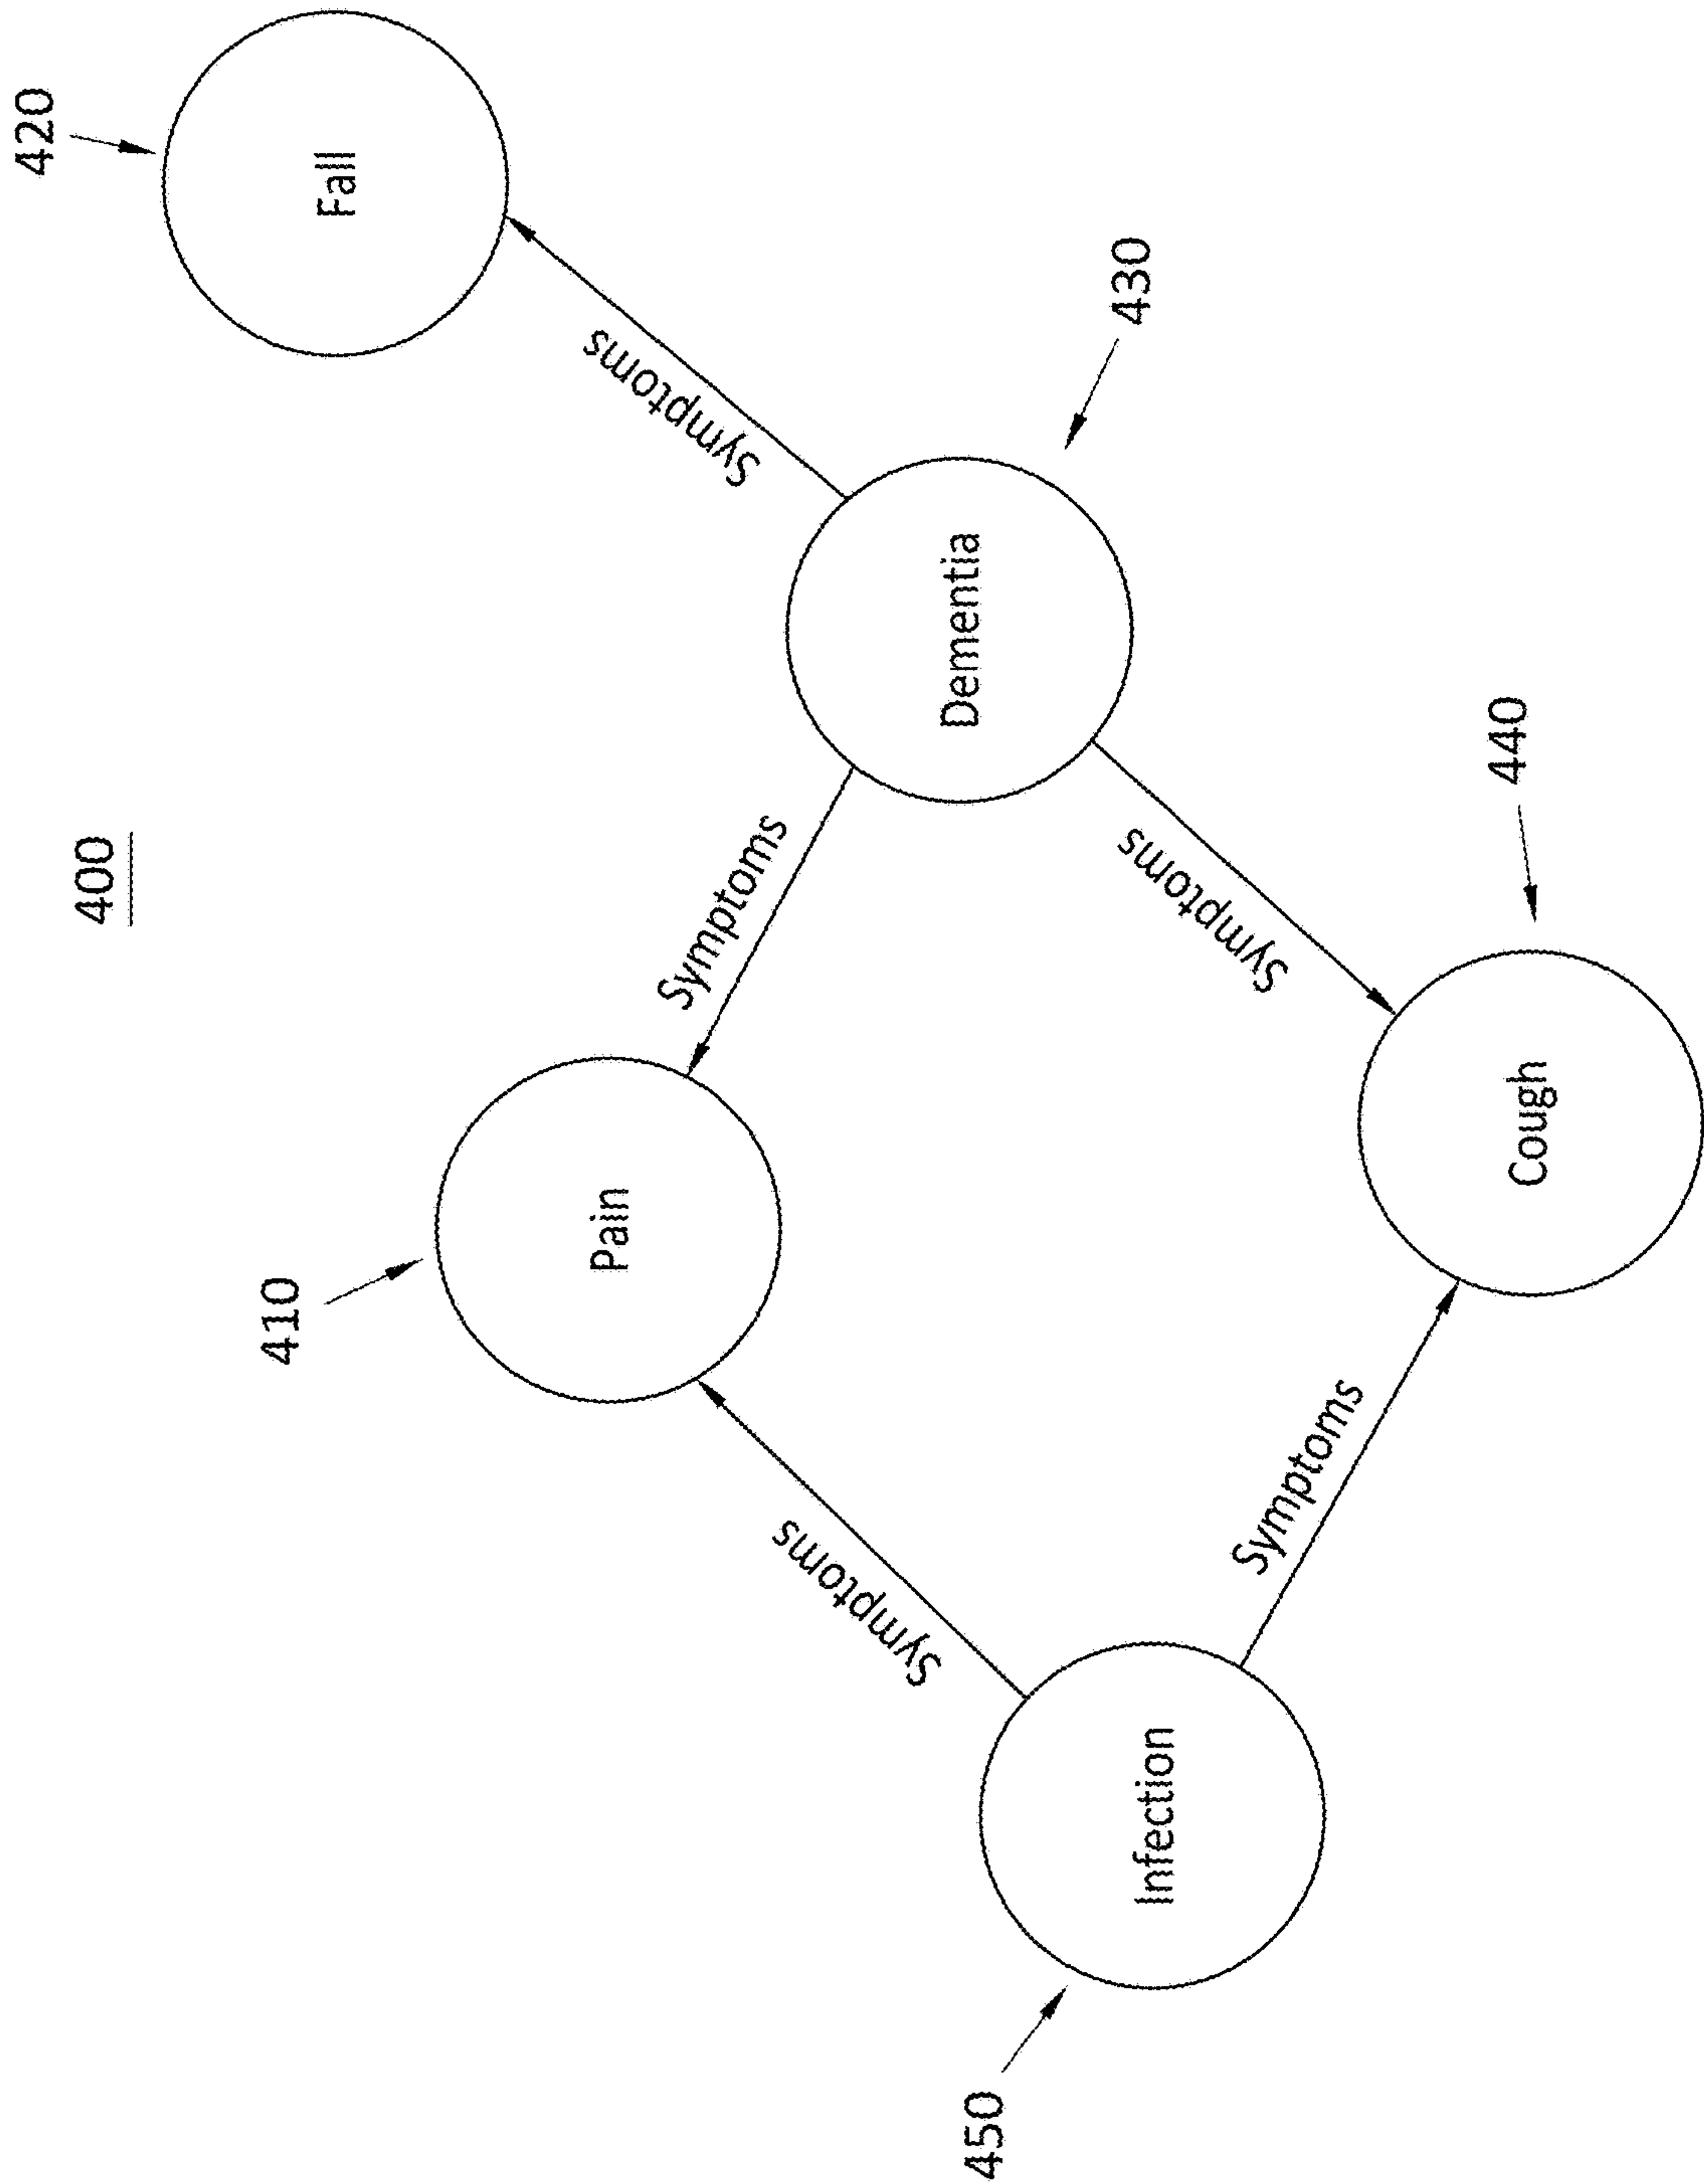 400
410
Pain
420
Fall
Symptoms
Symptoms
Symptoms
Dementia
430
450
Infection
Symptoms
Symptoms
Cough
440